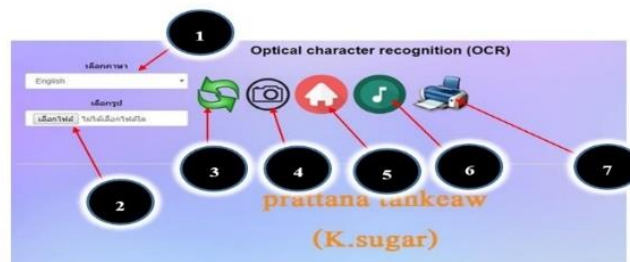 1
Optical character recognition (OCR)
เลือกภาษา
English
เลือกรูป
เลือกไฟล์ ไม่ได้เลือกไฟล์ใด
3
4
5
6
7
2
prattana tankeaw
(K.sugar)